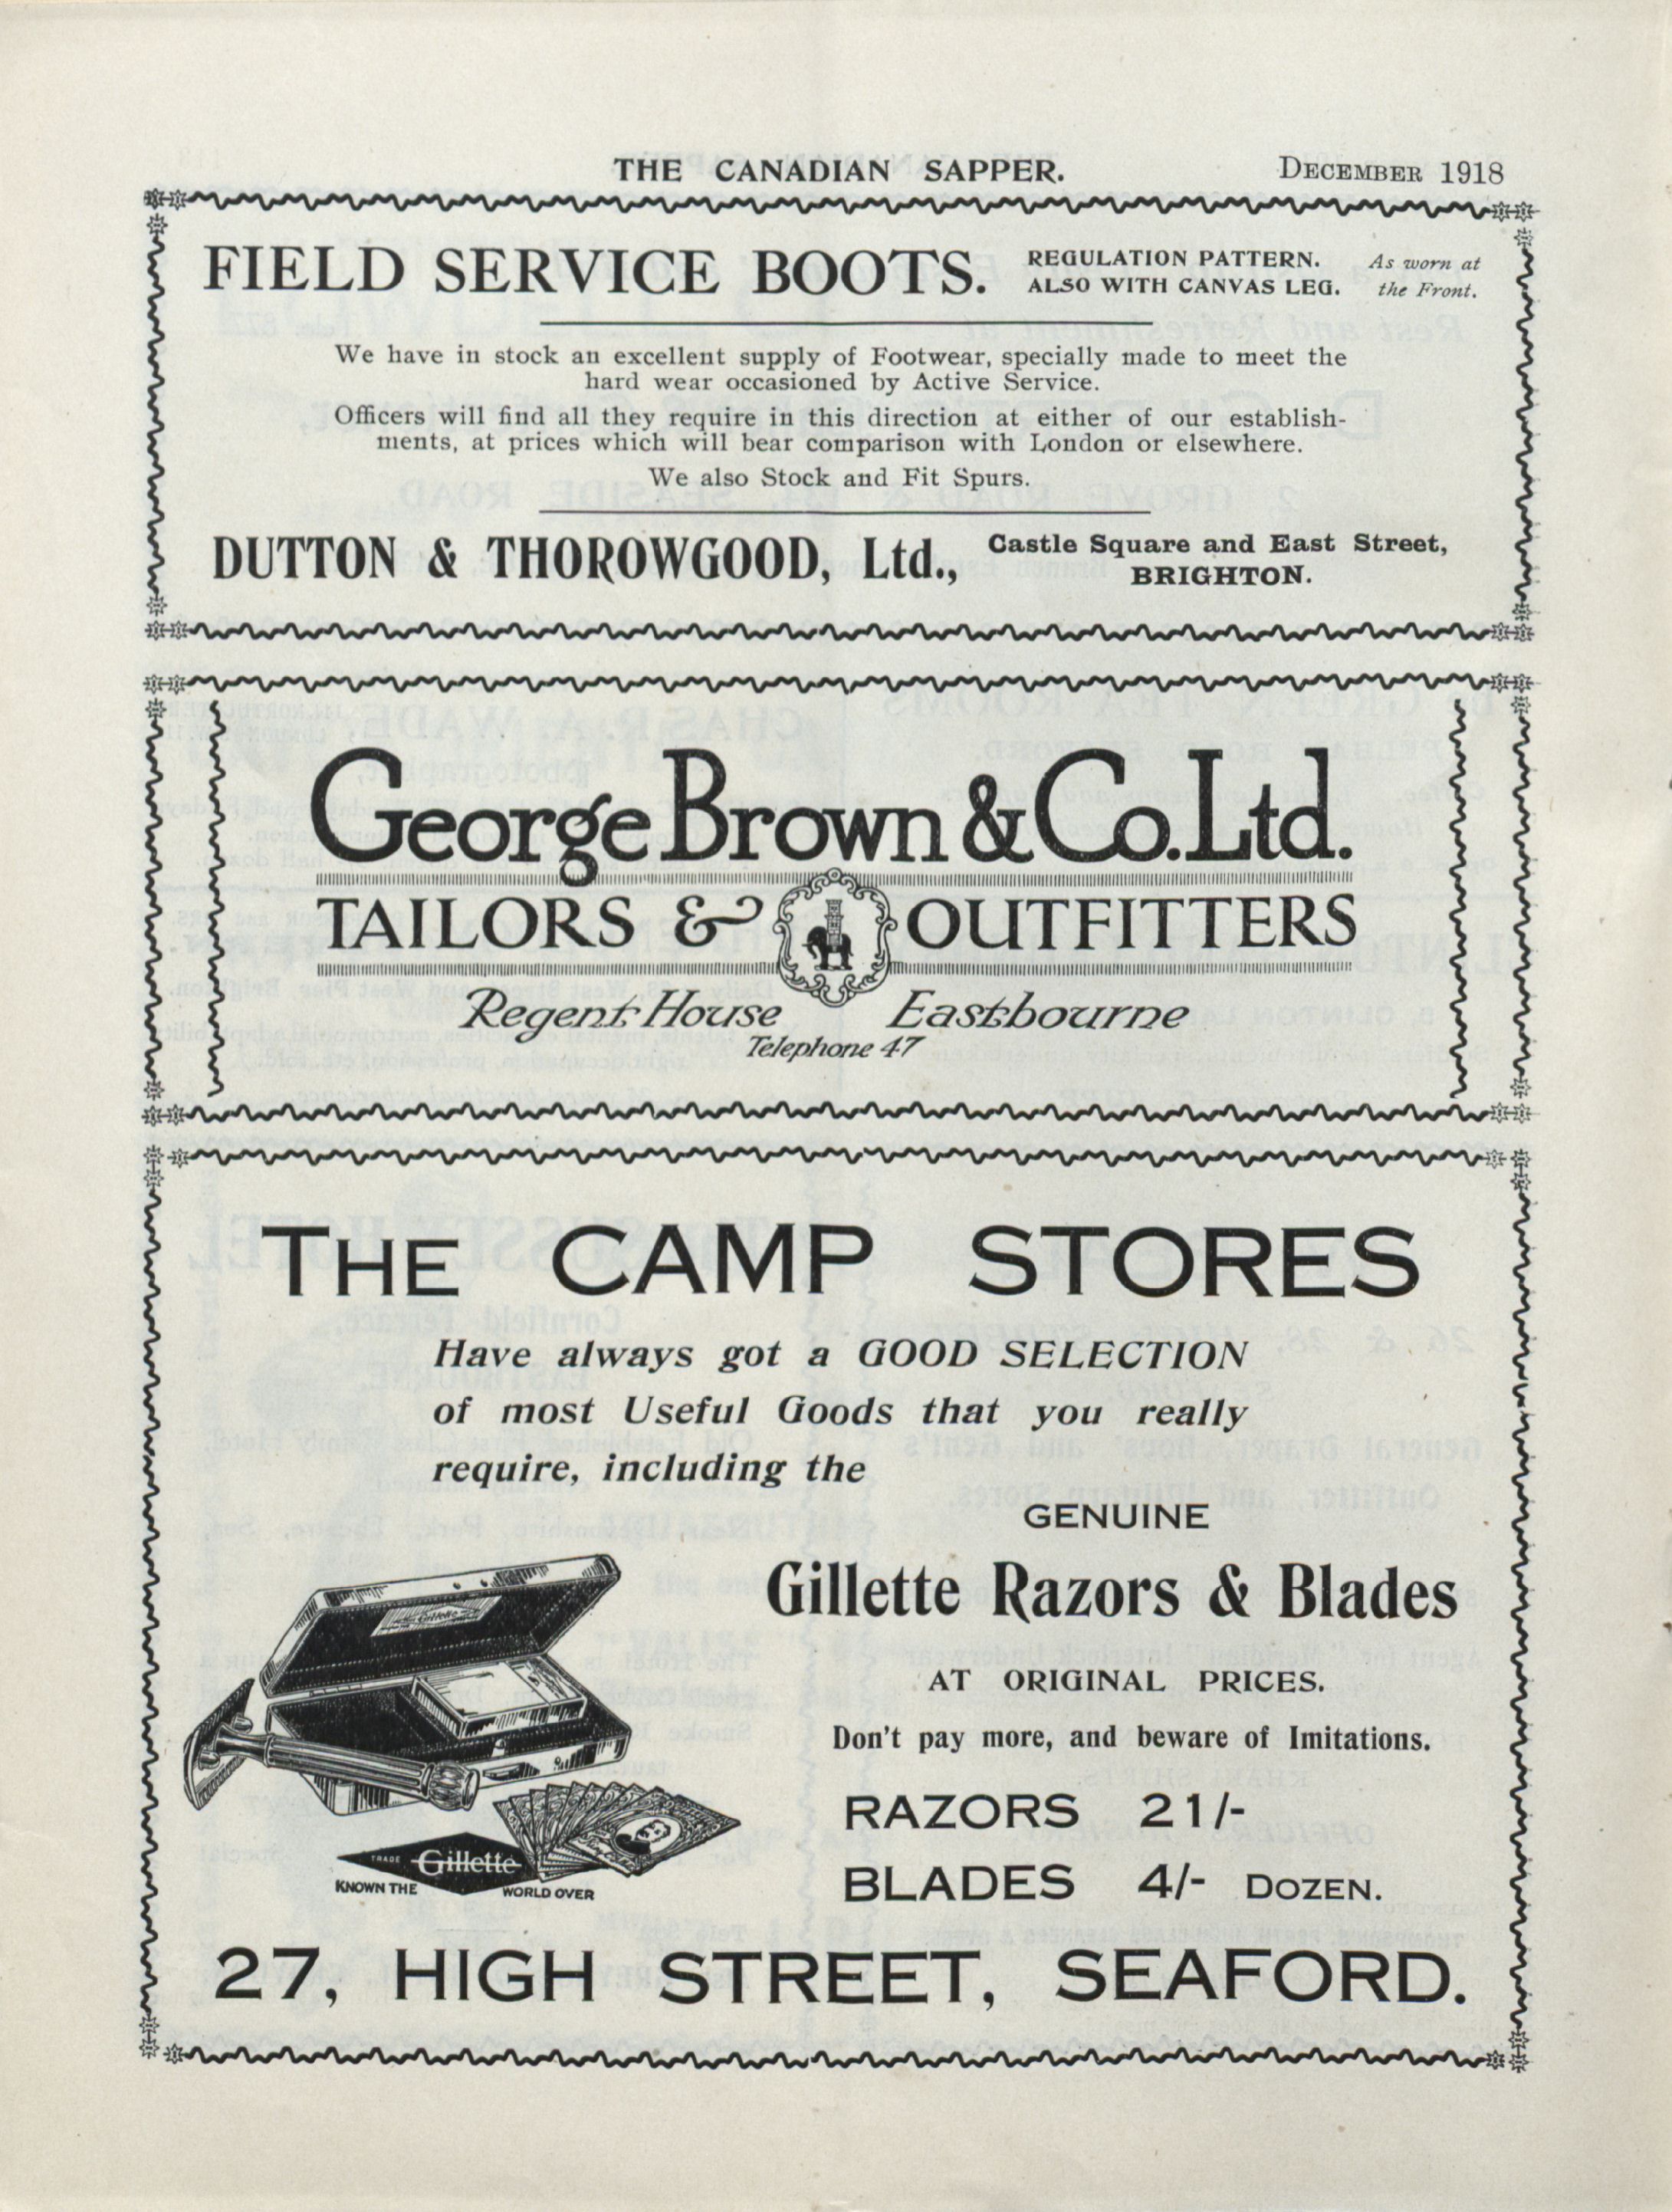 THE CANADIAN SAPPER.
DECEMBER 1918
FIELD SERVICE BOOTS.
REGULATION PATTERN.
ALSO WITH CANVAS LEG.
As worn at
the Front.
We have in stock an excellent supply of Footwear, specially made to meet the
hard wear occasioned by Active Service.
Officers will find all they require in this direction at either of our establish-
ments, at prices which will bear comparison with London or elsewhere.
We also Stock and Fit Spurs.
DUTTON & THOROWGOOD, Ltd.,
Castle Square and East Street,
BRIGHTON.
George Brown & Co. Ltd.
TAILORS & OUTFITTERS
Regent House Eastbourne
Telephone 47
THE CAMP STORES
Have always got a GOOD SELECTION
of most Useful Goods that you really
require, including the
GENUINE
Gillette Razors & Blades
AT ORIGINAL PRICES.
Don't pay more, and beware of Imitations.
RAZORS 21/-
BLADES 4/- DOZEN.
Gillette
TRADE Gillette
KNOWN THE WORLD OVER
27, HIGH STREET, SEAFORD.